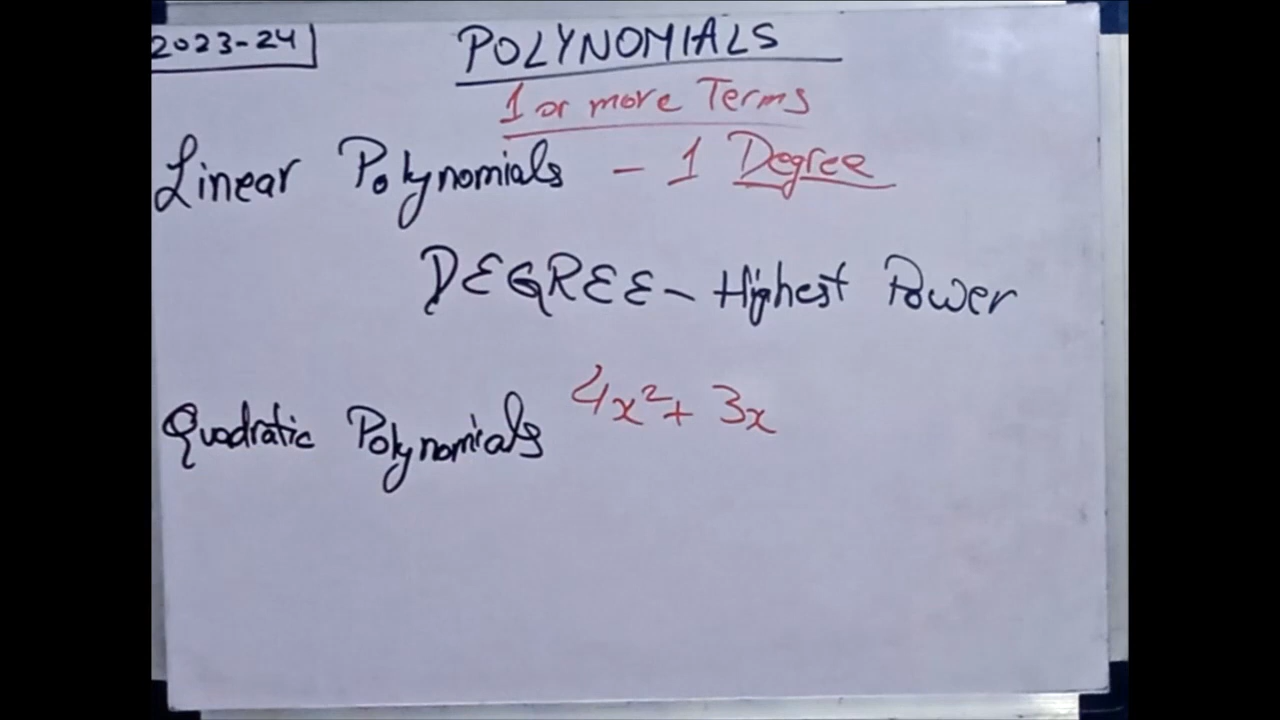 2023-24
POLYNOMIALS
1 or more Terms
Linear Polynomials - 1 Degree
DEGREE - Highest Power
Quadratic Polynomials 4x² + 3x